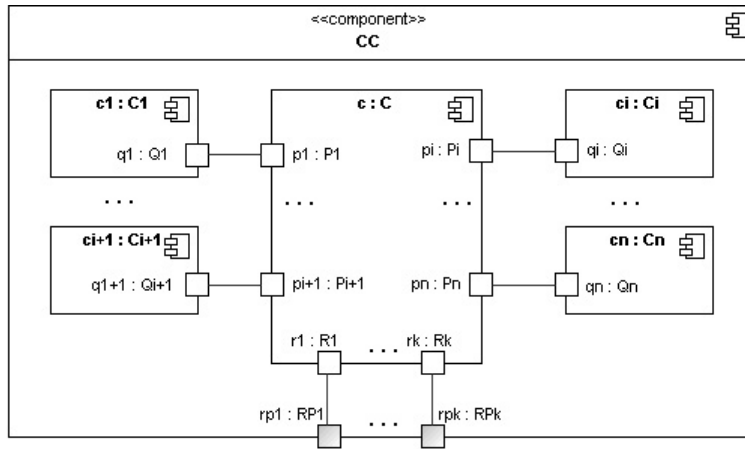 <<component>>
CC
c1 : C1
c : C
ci : Ci
q1 : Q1
p1 : P1
pi : Pi
qi : Qi
. . .
. . .
. . .
. . .
ci+1 : Ci+1
cn : Cn
q1+1 : Qi+1
pi+1 : Pi+1
pn : Pn
qn : Qn
r1 : R1
. . .
rk : Rk
rp1 : RP1
. . .
rpk : RPk